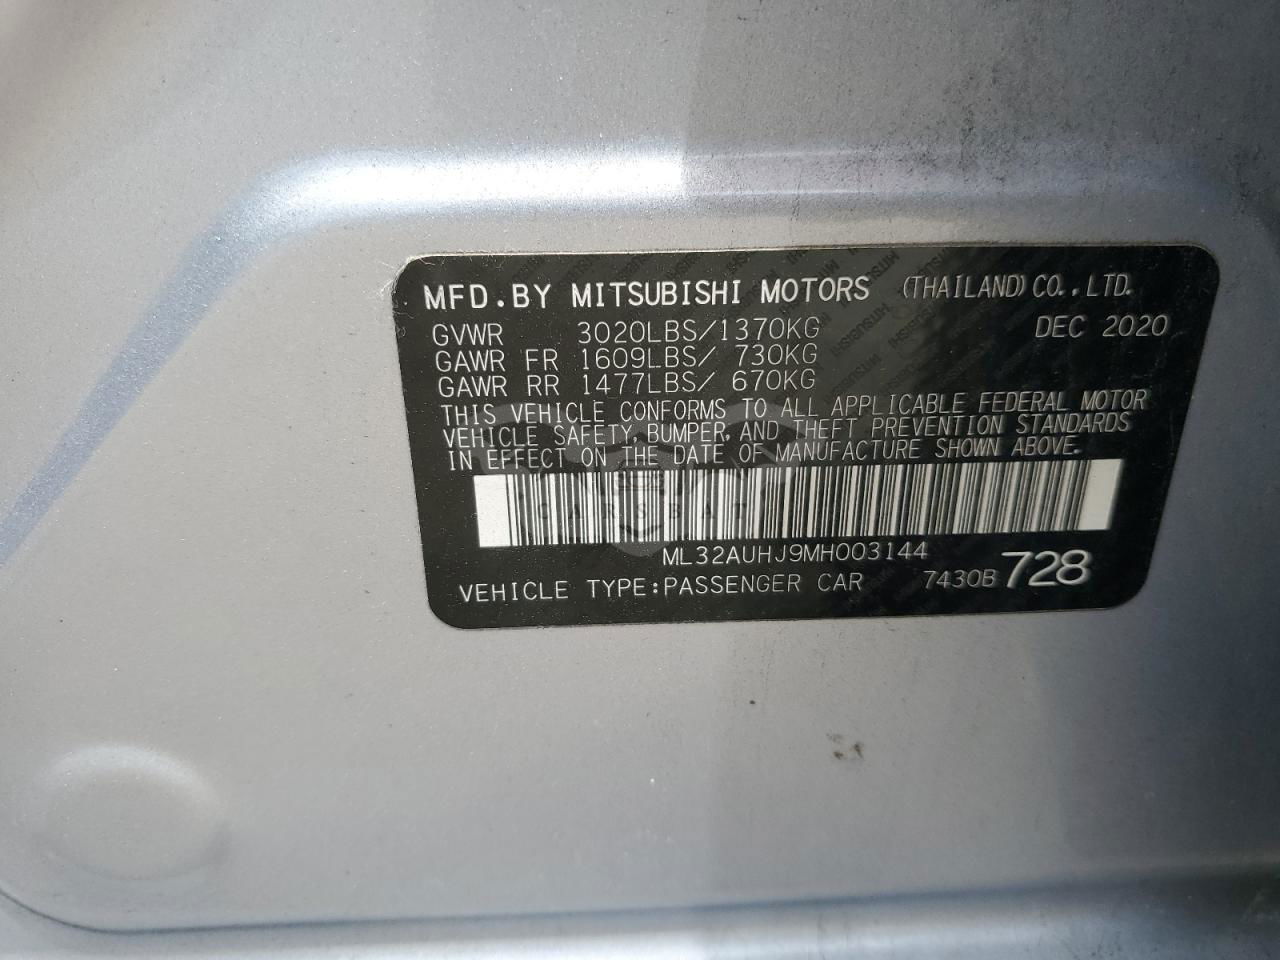 MFD.BY MITSUBISHI MOTORS (THAILAND)CO.,LTD.
GVWR 3020LBS/1370KG DEC 2020
GAWR FR 1609LBS/ 730KG
GAWR RR 1477LBS/ 670KG
THIS VEHICLE CONFORMS TO ALL APPLICABLE FEDERAL MOTOR
VEHICLE SAFETY, BUMPER, AND THEFT PREVENTION STANDARDS
IN EFFECT ON THE DATE OF MANUFACTURE SHOWN ABOVE.
CARSBAT
ML32AUHJ9MH003144
VEHICLE TYPE:PASSENGER CAR 7430B 728